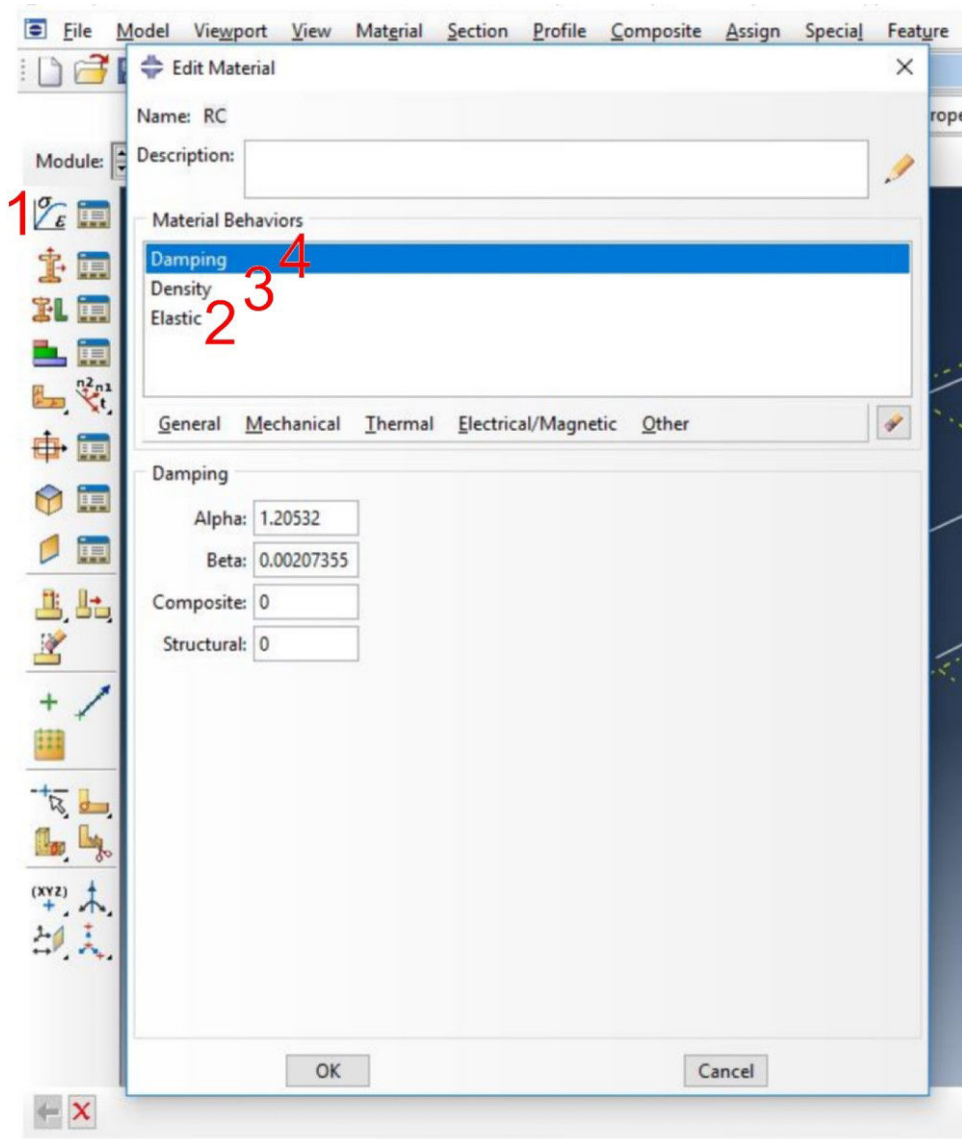 File Model Viewport View Material Section Profile Composite Assign Special Feature
Edit Material
Name: RC
Module:
Description:
1
σ
ε
Material Behaviors
Damping 4
Density 3
Elastic 2
n2 n1
t
General Mechanical Thermal Electrical/Magnetic Other
Damping
Alpha: 1.20532
Beta: 0.00207355
Composite: 0
Structural: 0
(XYZ)
OK Cancel